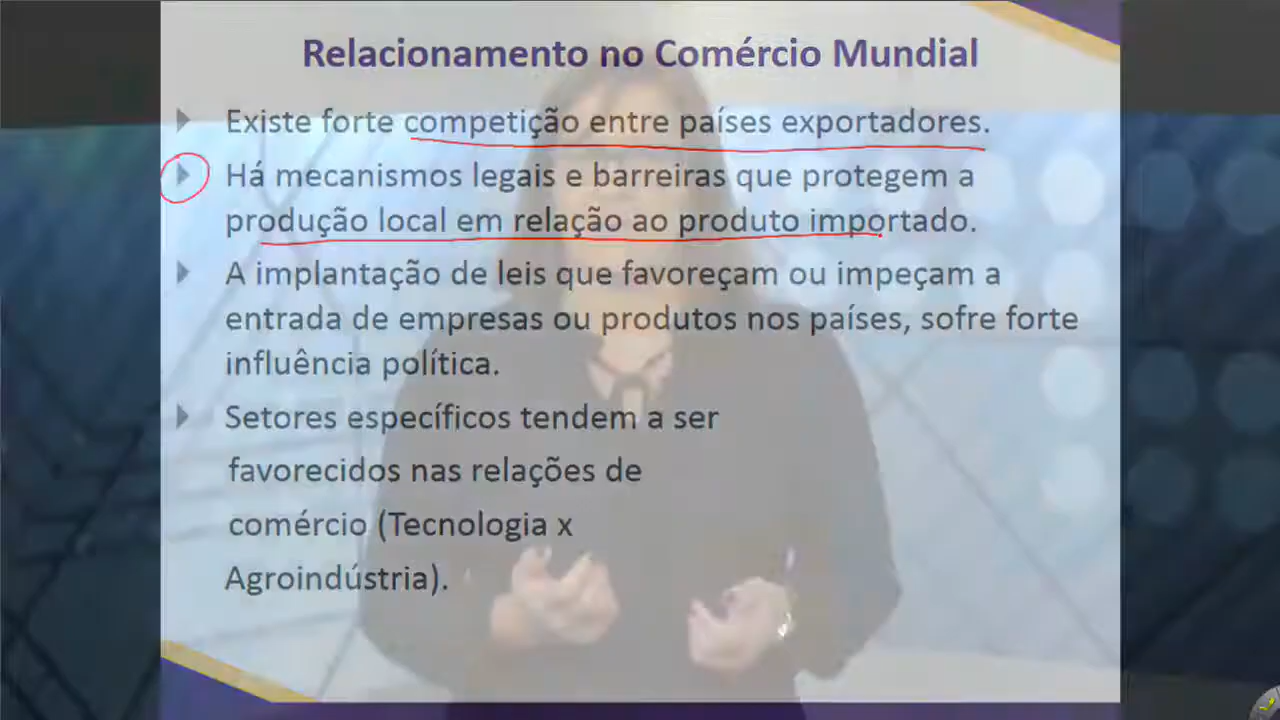 Relacionamento no Comércio Mundial
Existe forte competição entre países exportadores.
Há mecanismos legais e barreiras que protegem a
produção local em relação ao produto importado.
A implantação de leis que favoreçam ou impeçam a
entrada de empresas ou produtos nos países, sofre forte
influência política.
Setores específicos tendem a ser
favorecidos nas relações de
comércio (Tecnologia x
Agroindústria).